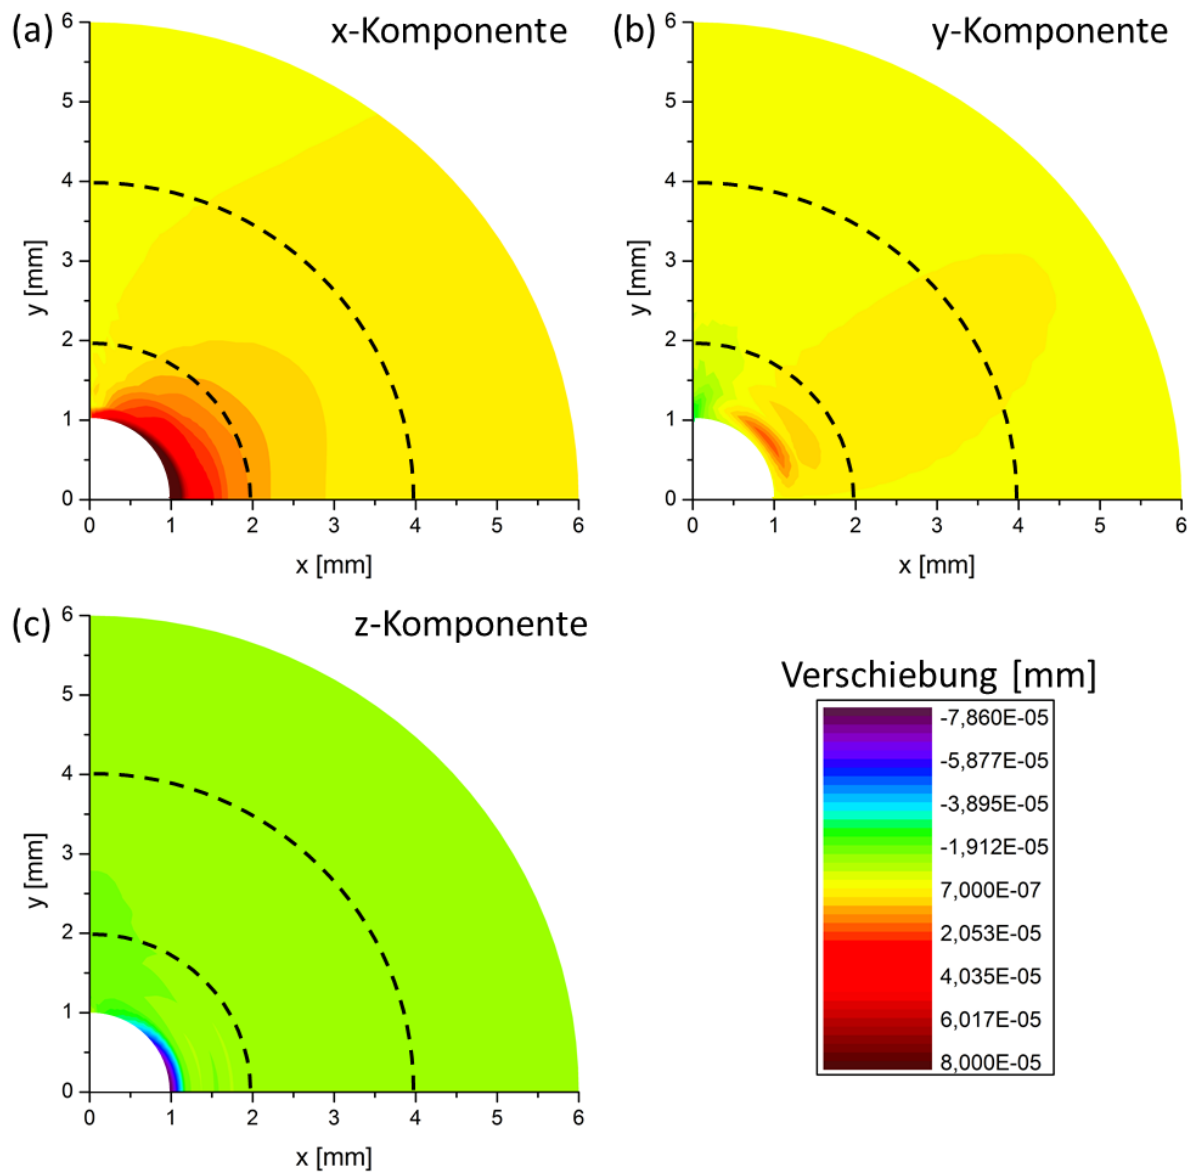 (a)
x-Komponente
6
5
4
3
2
1
0
y [mm]
0 1 2 3 4 5 6
x [mm]
(b)
y-Komponente
6
5
4
3
2
1
0
y [mm]
0 1 2 3 4 5 6
x [mm]
(c)
z-Komponente
6
5
4
3
2
1
0
y [mm]
0 1 2 3 4 5 6
x [mm]
Verschiebung [mm]
-7,860E-05
-5,877E-05
-3,895E-05
-1,912E-05
7,000E-07
2,053E-05
4,035E-05
6,017E-05
8,000E-05